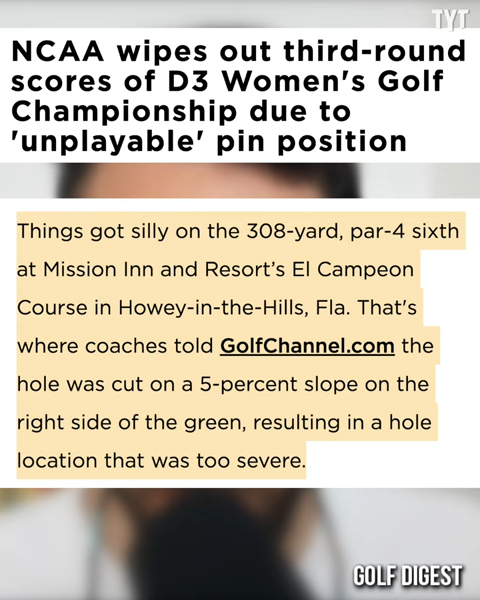 TYT
NCAA wipes out third-round
scores of D3 Women's Golf
Championship due to
'unplayable' pin position
Things got silly on the 308-yard, par-4 sixth
at Mission Inn and Resort's El Campeon
Course in Howey-in-the-Hills, Fla. That's
where coaches told GolfChannel.com the
hole was cut on a 5-percent slope on the
right side of the green, resulting in a hole
location that was too severe.
GOLF DIGEST